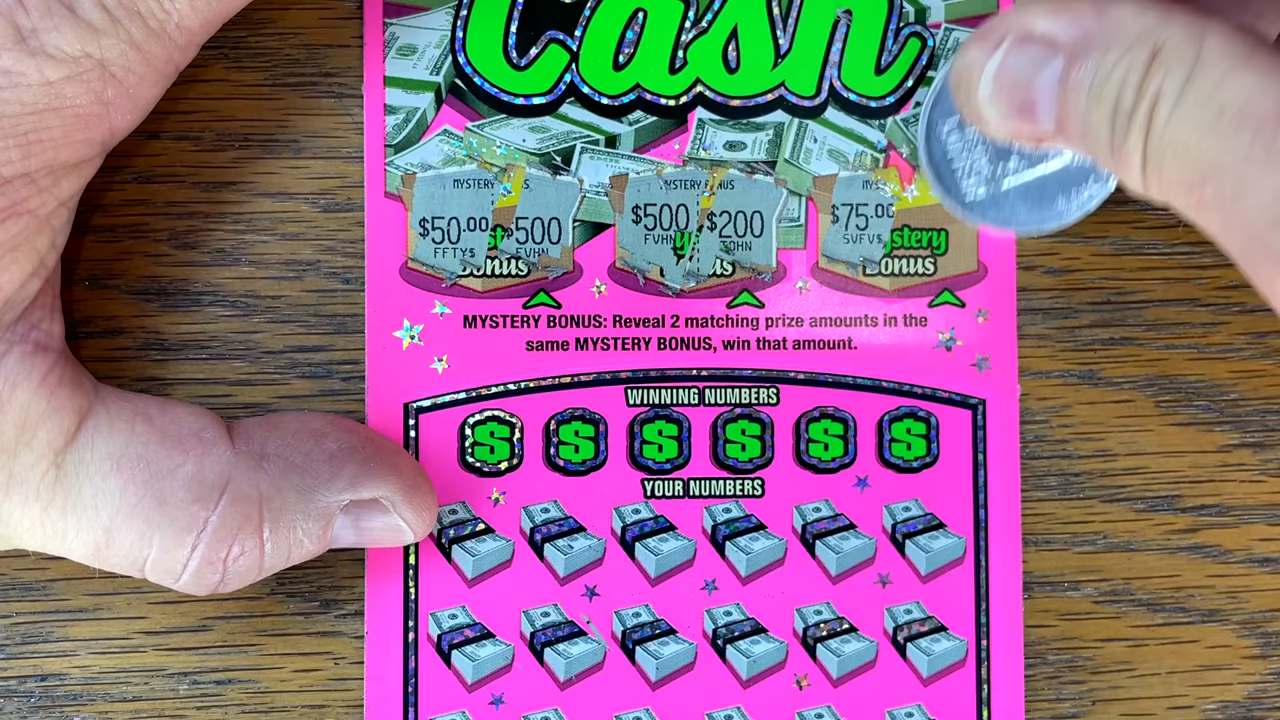 Cash
MYSTERY
$50.00 $500
FFTY$ FVHN
Bonus
MYSTERY BONUS
$500 $200
FVHN TOHN
$75.00
SVFV$ Mystery
Bonus
MYSTERY BONUS: Reveal 2 matching prize amounts in the
same MYSTERY BONUS, win that amount.
WINNING NUMBERS
$ $ $ $ $ $
YOUR NUMBERS